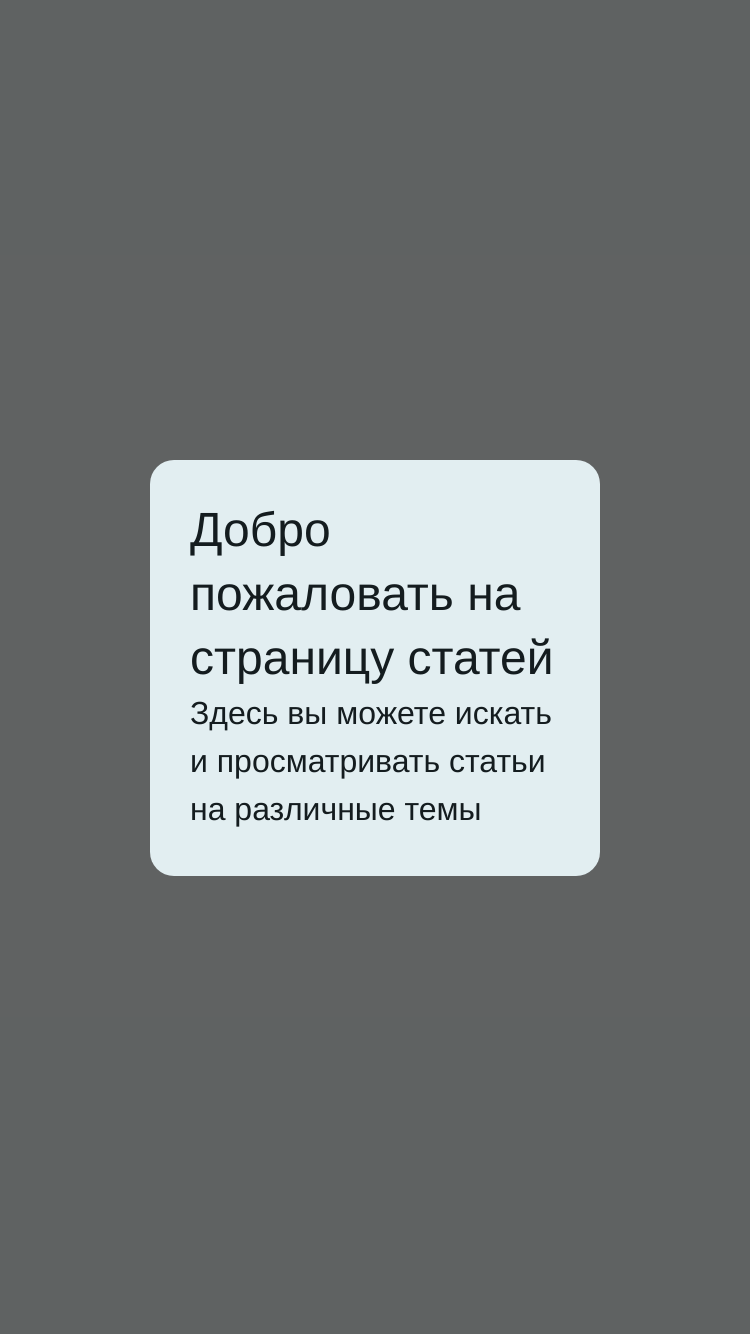 Добро
пожаловать на
страницу статей
Здесь вы можете искать
и просматривать статьи
на различные темы